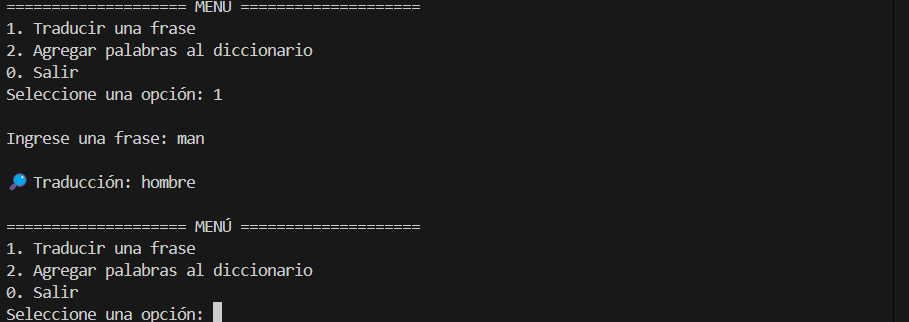 ==================== MENÚ ====================
1. Traducir una frase
2. Agregar palabras al diccionario
0. Salir
Seleccione una opción: 1
Ingrese una frase: man
🔎 Traducción: hombre
==================== MENÚ ====================
1. Traducir una frase
2. Agregar palabras al diccionario
0. Salir
Seleccione una opción: